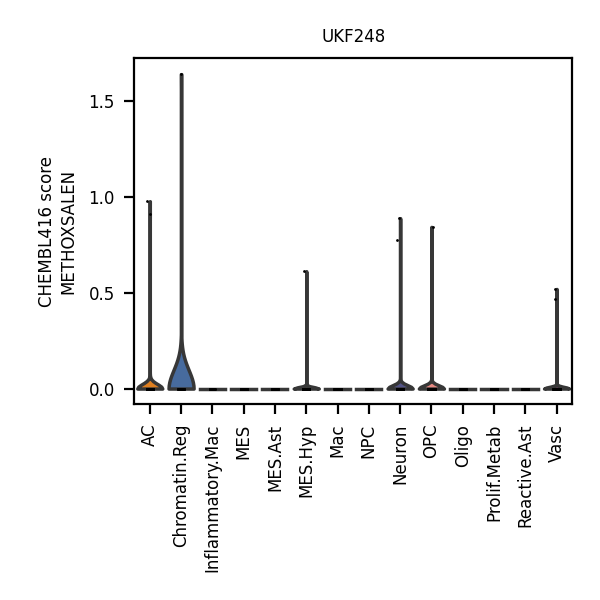 UKF248
CHEMBL416 score
METHOXSALEN
1.5
1.0
0.5
0.0
AC
Chromatin.Reg
Inflammatory.Mac
MES
MES.Ast
MES.Hyp
Mac
NPC
Neuron
OPC
Oligo
Prolif.Metab
Reactive.Ast
Vasc